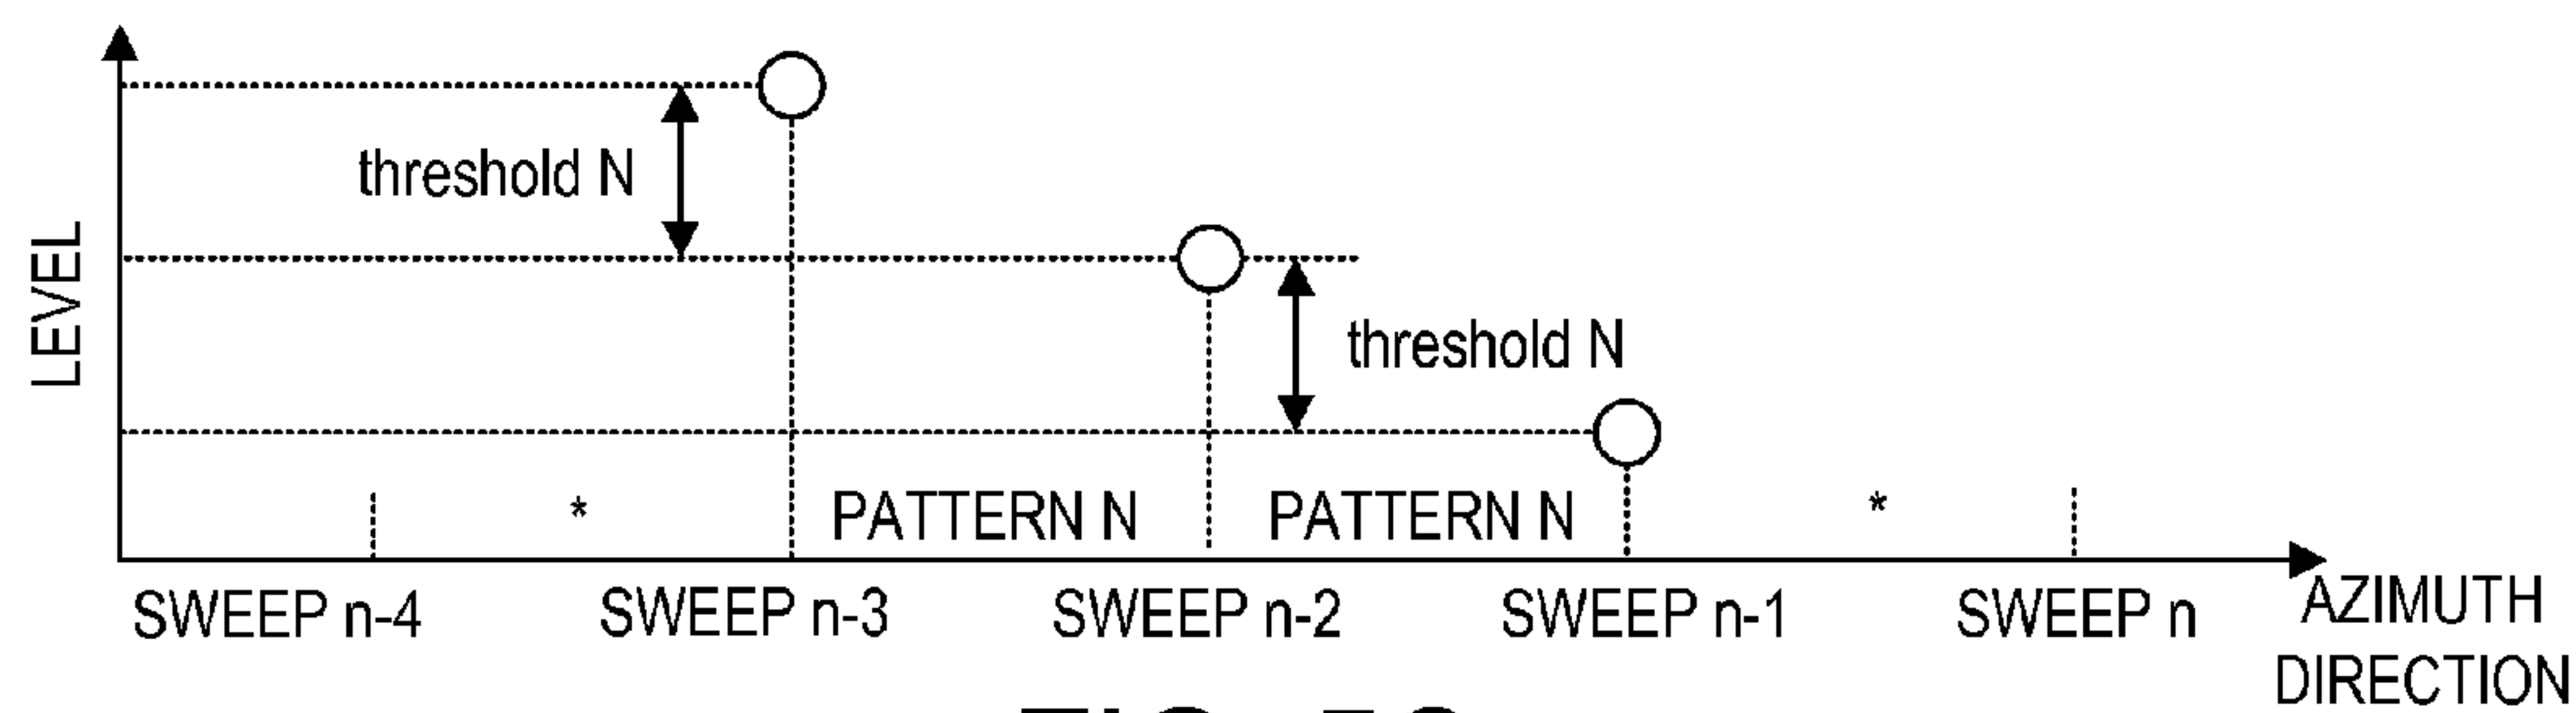 threshold N
LEVEL
threshold N
* PATTERN N PATTERN N *
SWEEP n-4 SWEEP n-3 SWEEP n-2 SWEEP n-1 SWEEP n AZIMUTH
DIRECTION